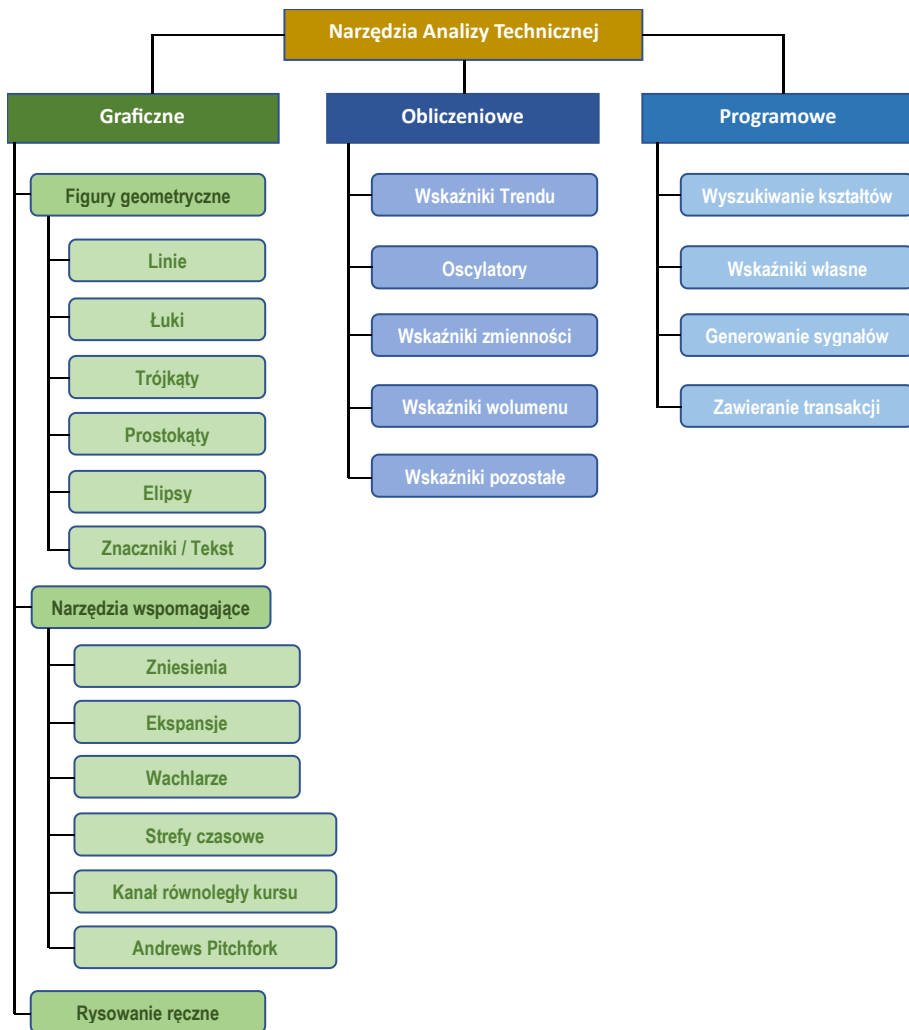 Narzędzia Analizy Technicznej
Graficzne
Figury geometryczne
Linie
Łuki
Trójkąty
Prostokąty
Elipsy
Znaczniki / Tekst
Narzędzia wspomagające
Zniesienia
Ekspansje
Wachlarze
Strefy czasowe
Kanał równoległy kursu
Andrews Pitchfork
Rysowanie ręczne
Obliczeniowe
Wskaźniki Trendu
Oscylatory
Wskaźniki zmienności
Wskaźniki wolumenu
Wskaźniki pozostałe
Programowe
Wyszukiwanie kształtów
Wskaźniki własne
Generowanie sygnałów
Zawieranie transakcji